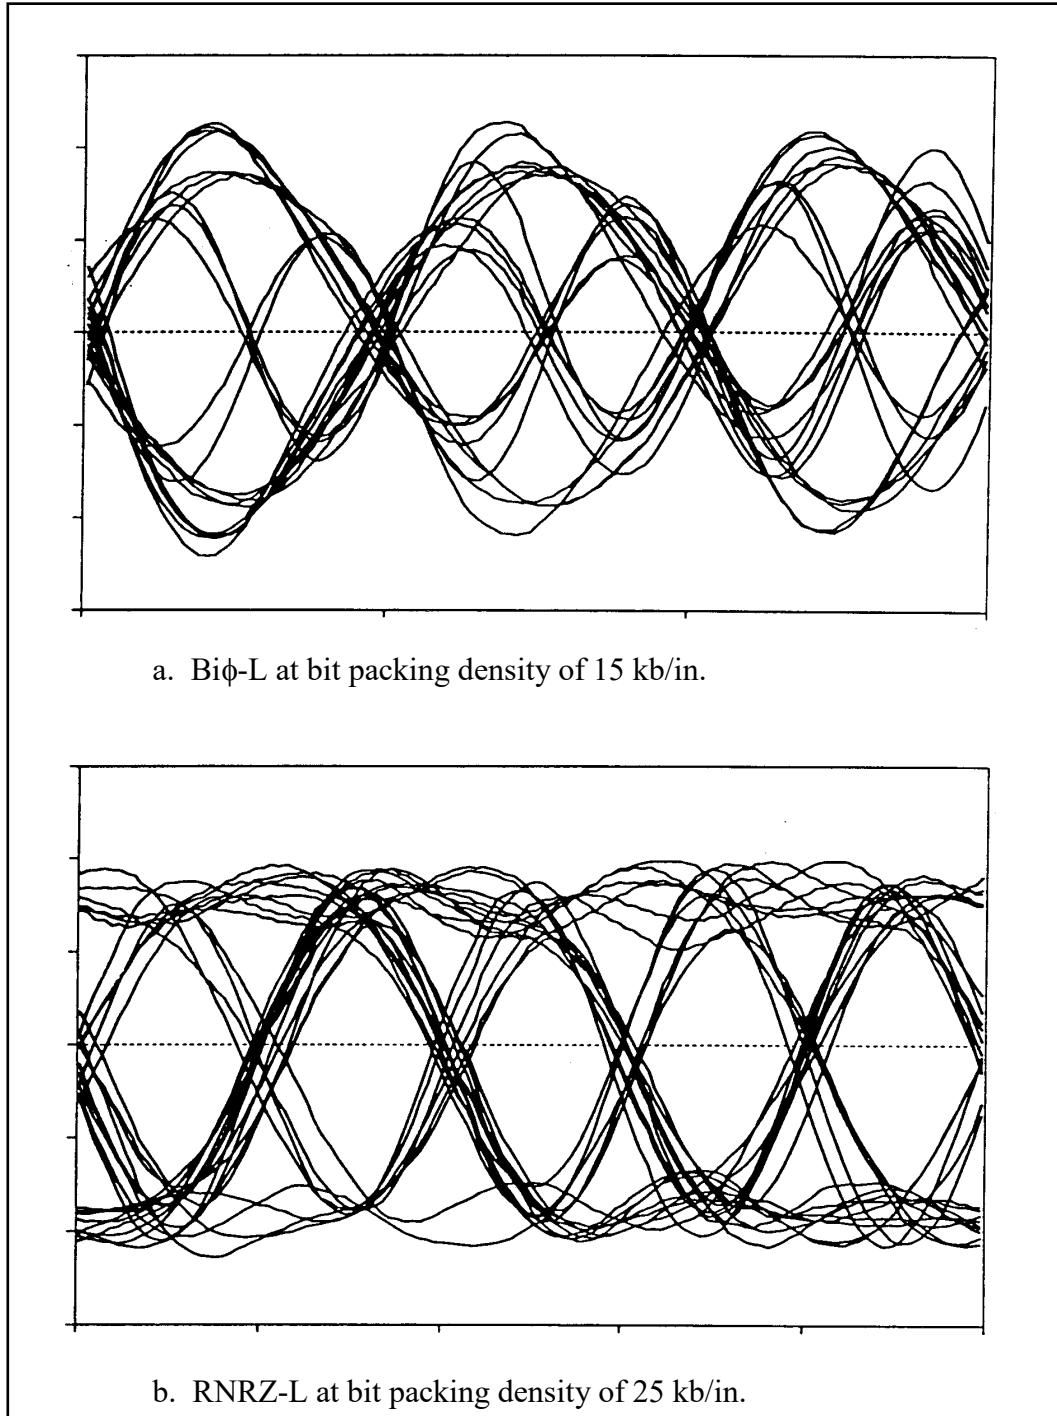 a. Biϕ-L at bit packing density of 15 kb/in.
b. RNRZ-L at bit packing density of 25 kb/in.